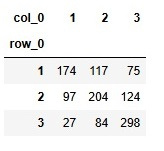 col_0 1 2 3
row_0
1 174 117 75
2 97 204 124
3 27 84 298